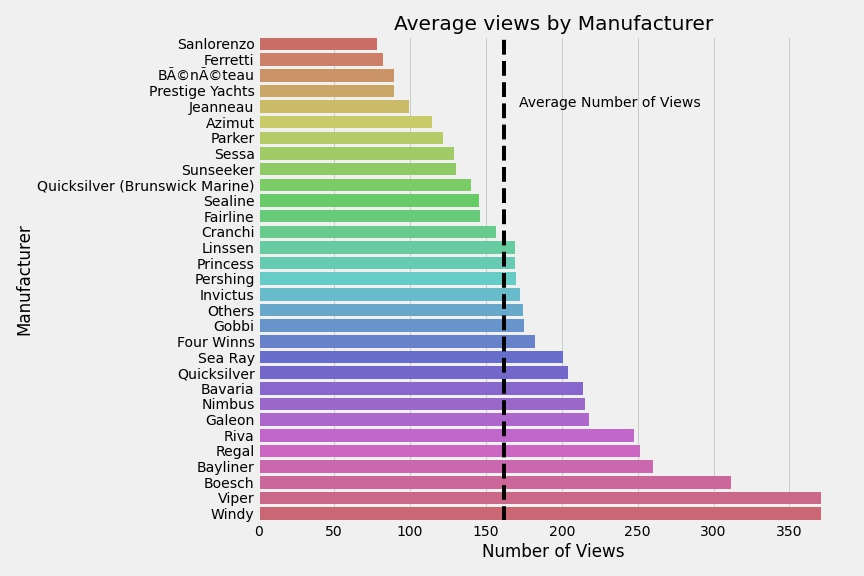 Average views by Manufacturer
Sanlorenzo
Ferretti
BÃ©nÃ©teau
Prestige Yachts
Jeanneau
Average Number of Views
Azimut
Parker
Sessa
Sunseeker
Quicksilver (Brunswick Marine)
Sealine
Fairline
Cranchi
Linssen
Princess
Pershing
Invictus
Others
Gobbi
Four Winns
Sea Ray
Quicksilver
Bavaria
Nimbus
Galeon
Riva
Regal
Bayliner
Boesch
Viper
Windy
Manufacturer
0 50 100 150 200 250 300 350
Number of Views